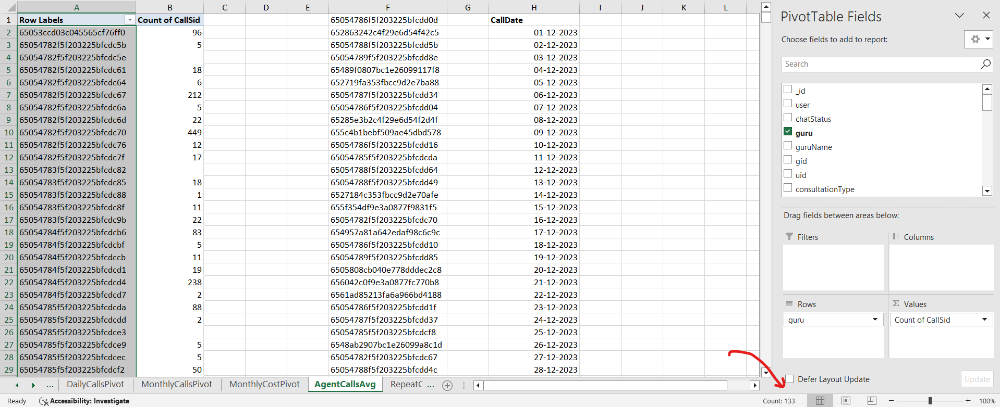 A B C D E F G H I J K L
1 Row Labels Count of CallSid 65054786f5f203225bfcdd0d CallDate
2 65053ccd03c045565cf76ff0 96 652863242c4f29e6d54f42c5 01-12-2023
3 65054782f5f203225bfcdc5b 5 65054788f5f203225bfcdd5b 02-12-2023
4 65054782f5f203225bfcdc5e 65054789f5f203225bfcdd8e 03-12-2023
5 65054782f5f203225bfcdc61 18 65489f0807bc1e26099117f8 04-12-2023
6 65054782f5f203225bfcdc64 6 652719fa353fbcc9d2e7ba88 05-12-2023
7 65054782f5f203225bfcdc67 212 65054787f5f203225bfcdd34 06-12-2023
8 65054782f5f203225bfcdc6a 5 65054786f5f203225bfcdd04 07-12-2023
9 65054782f5f203225bfcdc6d 22 65285e3b2c4f29e6d54f2d4f 08-12-2023
10 65054782f5f203225bfcdc70 449 655c4b1bebf509ae45dbd578 09-12-2023
11 65054782f5f203225bfcdc76 12 65054786f5f203225bfcdd16 10-12-2023
12 65054782f5f203225bfcdc7f 17 65054785f5f203225bfcdcda 11-12-2023
13 65054783f5f203225bfcdc82 65054788f5f203225bfcdd64 12-12-2023
14 65054783f5f203225bfcdc85 18 65054788f5f203225bfcdd49 13-12-2023
15 65054783f5f203225bfcdc88 1 6527184c353fbcc9d2e70afe 14-12-2023
16 65054783f5f203225bfcdc8f 11 655f354df9e3a0877f9831f5 15-12-2023
17 65054783f5f203225bfcdc9b 22 65054782f5f203225bfcdc70 16-12-2023
18 65054784f5f203225bfcdcb6 83 654957a81a642edaf98c6c9c 17-12-2023
19 65054784f5f203225bfcdcbf 5 65054786f5f203225bfcdd10 18-12-2023
20 65054784f5f203225bfcdccb 11 65054789f5f203225bfcdd85 19-12-2023
21 65054784f5f203225bfcdcd1 19 6505808cb040e778dddec2c8 20-12-2023
22 65054784f5f203225bfcdcd4 238 656042c0f9e3a0877fc770b8 21-12-2023
23 65054784f5f203225bfcdcd7 2 6561ad85213fa6a966bd4188 22-12-2023
24 65054785f5f203225bfcdcda 88 65054786f5f203225bfcdd1f 23-12-2023
25 65054785f5f203225bfcdcdd 2 65054787f5f203225bfcdd37 24-12-2023
26 65054785f5f203225bfcdce3 65054785f5f203225bfcdcf8 25-12-2023
27 65054785f5f203225bfcdce9 5 6548ab2907bc1e26099a8c1d 26-12-2023
28 65054785f5f203225bfcdcec 5 65054782f5f203225bfcdc67 27-12-2023
29 65054785f5f203225bfcdcf2 50 65054788f5f203225bfcdd4c 28-12-2023
... DailyCallsPivot MonthlyCallsPivot MonthlyCostPivot AgentCallsAvg RepeatC ...
Ready Accessibility: Investigate Count: 133 100%
PivotTable Fields
Choose fields to add to report:
Search
_id
user
chatStatus
guru
guruName
gid
uid
consultationType
Drag fields between areas below:
Filters Columns
Rows Values
guru Count of CallSid
Defer Layout Update Update